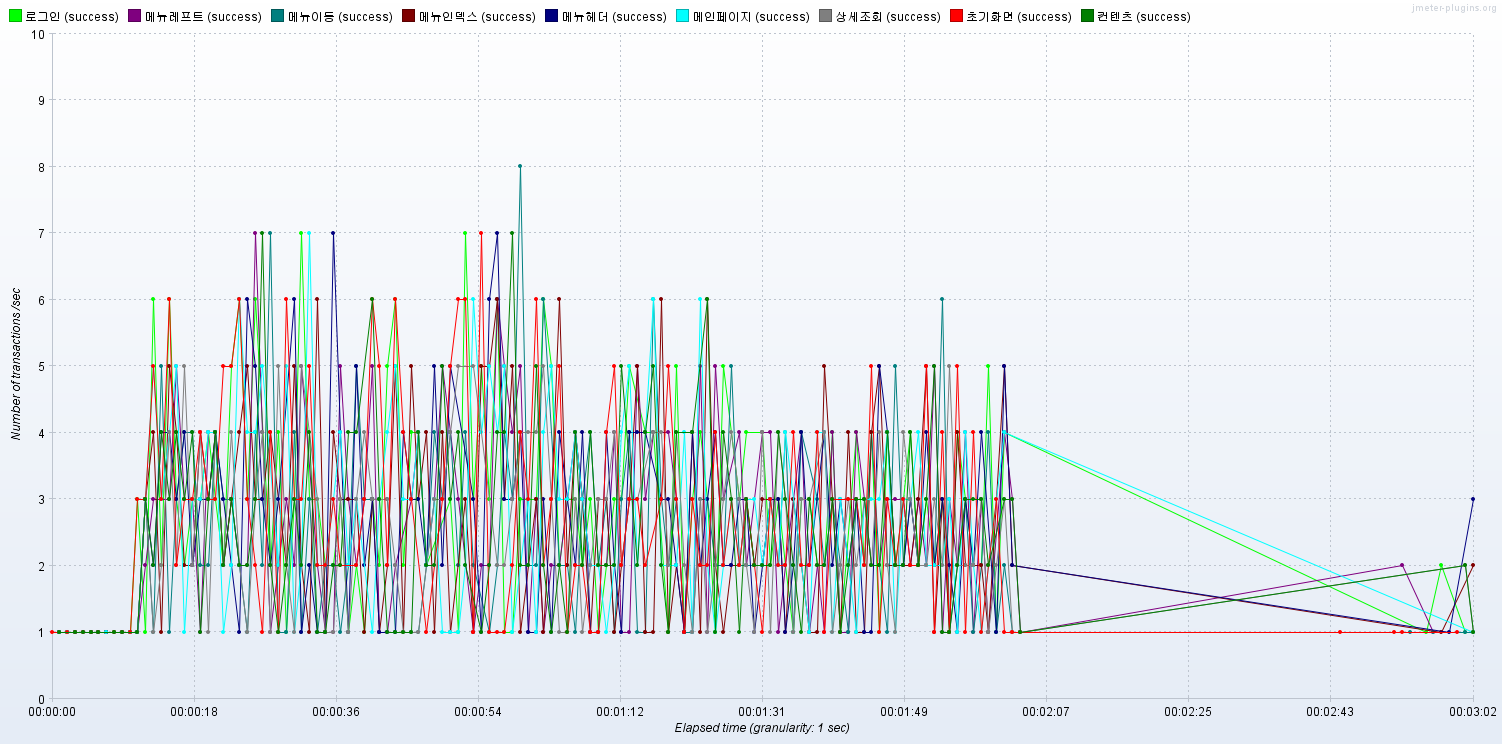 jmeter-plugins.org
로그인 (success) 메뉴레프트 (success) 메뉴이동 (success) 메뉴인덱스 (success) 메뉴헤더 (success) 메인페이지 (success) 상세조회 (success) 초기화면 (success) 컨텐츠 (success)
10
9
8
7
6
5
4
3
2
1
0
Number of transactions /sec
00:00:00 00:00:18 00:00:36 00:00:54 00:01:12 00:01:31 00:01:49 00:02:07 00:02:25 00:02:43 00:03:02
Elapsed time (granularity: 1 sec)